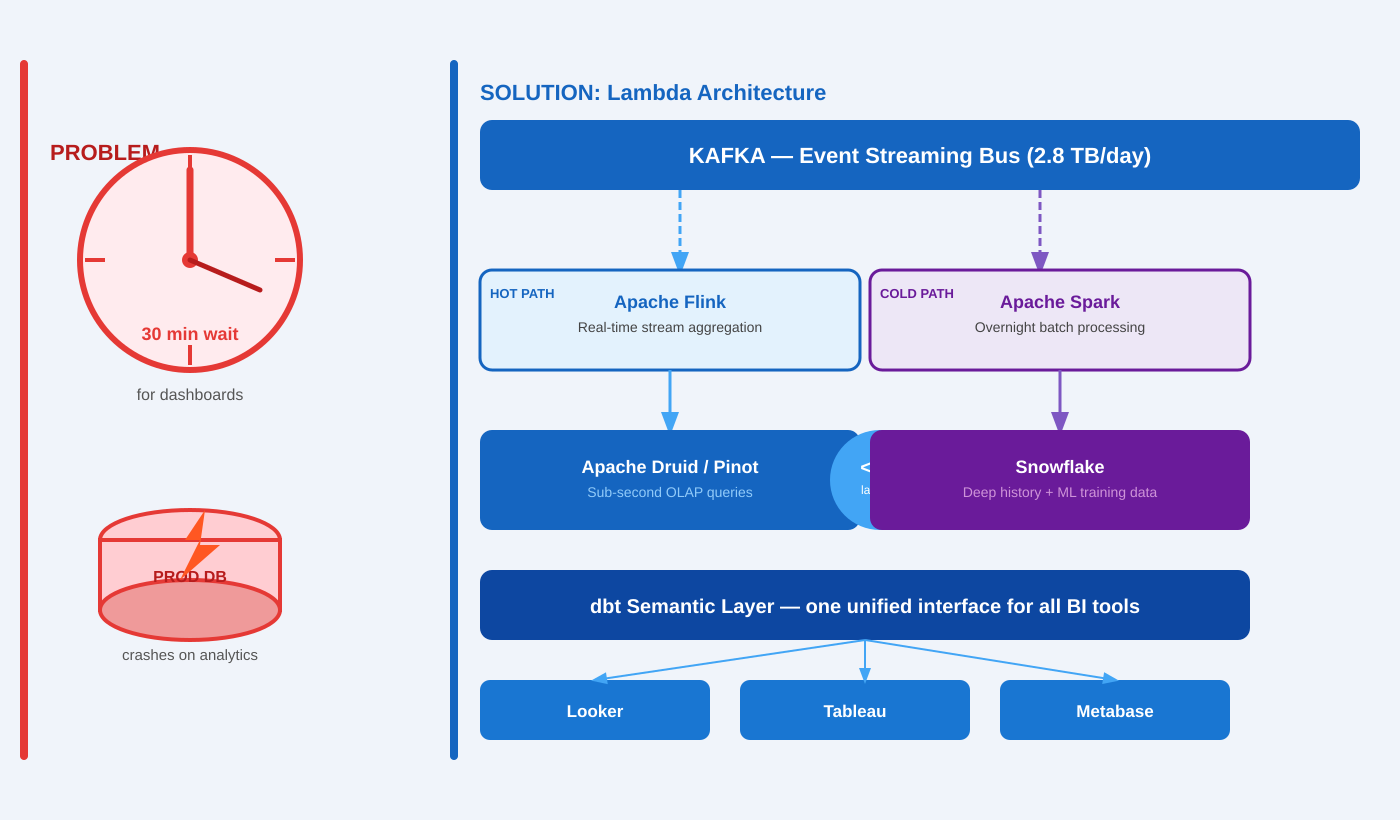 PROBLEM
30 min wait
for dashboards
PROD DB
crashes on analytics
SOLUTION: Lambda Architecture
KAFKA — Event Streaming Bus (2.8 TB/day)
HOT PATH
Apache Flink
Real-time stream aggregation
COLD PATH
Apache Spark
Overnight batch processing
Apache Druid / Pinot
Sub-second OLAP queries
<
Snowflake
Deep history + ML training data
dbt Semantic Layer — one unified interface for all BI tools
Looker
Tableau
Metabase